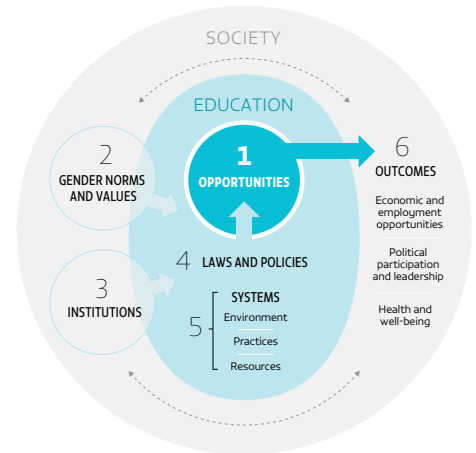 SOCIETY
EDUCATION
1
OPPORTUNITIES
2
GENDER NORMS
AND VALUES
3
INSTITUTIONS
4 LAWS AND POLICIES
5
SYSTEMS
Environment
Practices
Resources
6
OUTCOMES
Economic and
employment
opportunities
Political
participation
and leadership
Health and
well-being